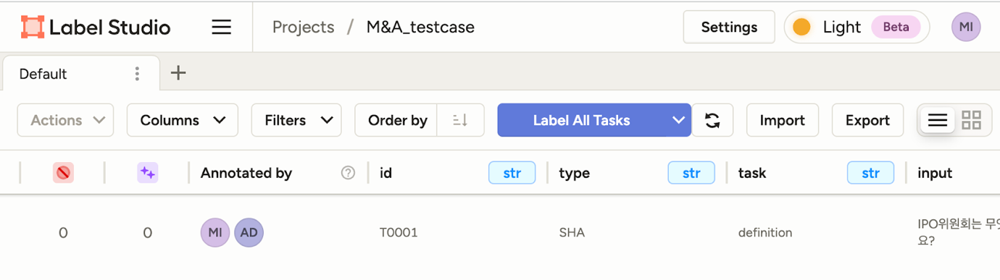 Label Studio Projects / M&A_testcase Settings Light Beta MI
Default
Actions Columns Filters Order by Label All Tasks Import Export
Annotated by id str type str task str input
0 0 MI AD T0001 SHA definition IPO위원회는
요?